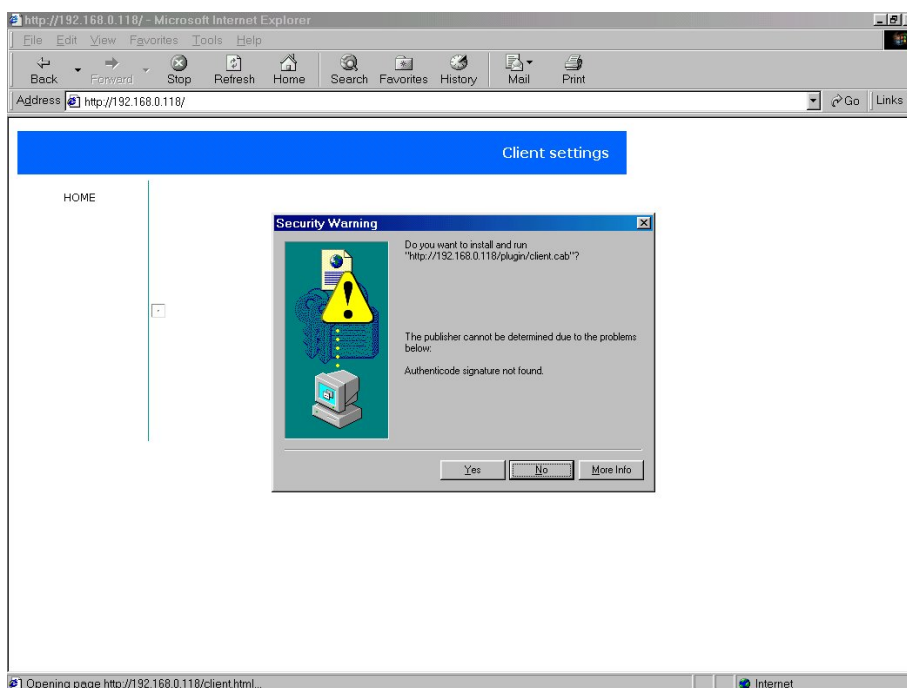 http://192.168.0.118/ - Microsoft Internet Explorer
File Edit View Favorites Tools Help
Back Forward Stop Refresh Home Search Favorites History Mail Print
Address http://192.168.0.118/ Go Links
Client settings
HOME
Security Warning
Do you want to install and run
"http://192.168.0.118/plugin/client.cab"?
The publisher cannot be determined due to the problems
below:
Authenticode signature not found.
Yes No More Info
Opening page http://192.168.0.118/client.html... Internet